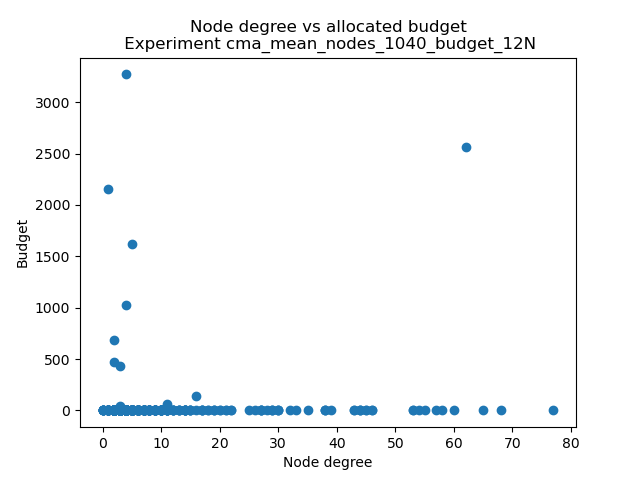 Node degree vs allocated budget
Experiment cma_mean_nodes_1040_budget_12N
3000
2500
2000
1500
1000
500
0
Budget
0 10 20 30 40 50 60 70 80
Node degree